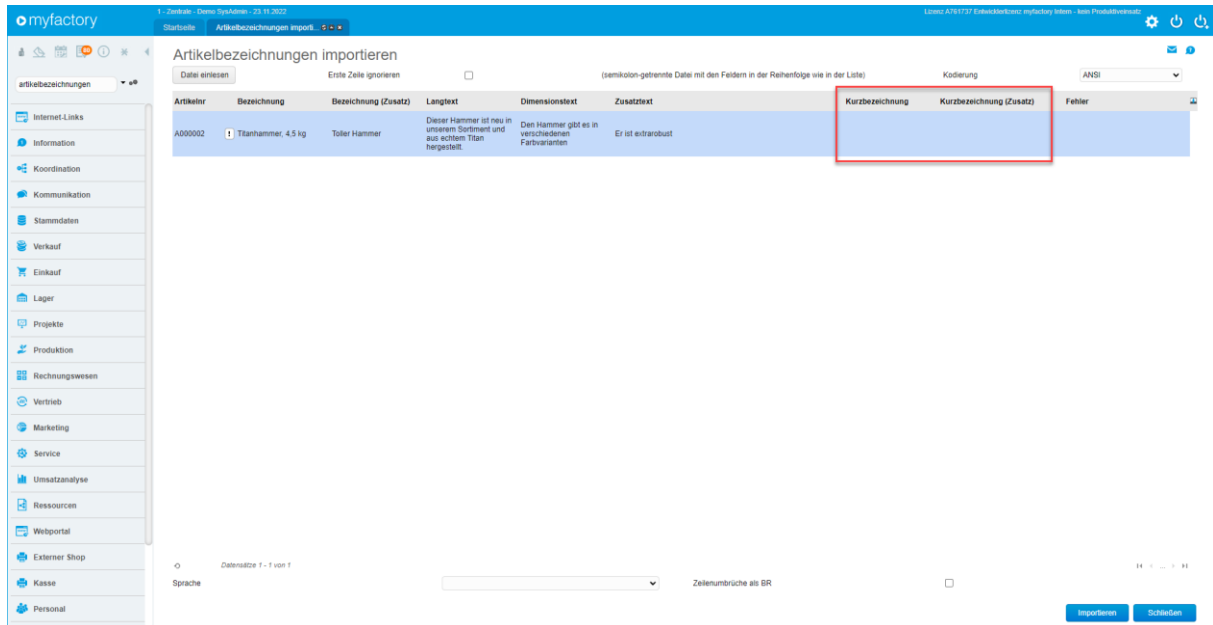 myfactory
1 - Zentrale - Demo SysAdmin - 23.11.2022
Lizenz A761737 Entwicklerlizenz myfactory Intern - kein Produktiveinsatz
Startseite
Artikelbezeichnungen importi...
artikelbezeichnungen
Internet-Links
Information
Koordination
Kommunikation
Stammdaten
Verkauf
Einkauf
Lager
Projekte
Produktion
Rechnungswesen
Vertrieb
Marketing
Service
Umsatzanalyse
Ressourcen
Webportal
Externer Shop
Kasse
Personal
Artikelbezeichnungen importieren
Datei einlesen
Erste Zeile ignorieren
(semikolon-getrennte Datei mit den Feldern in der Reihenfolge wie in der Liste)
Kodierung
ANSI
Artikelnr Bezeichnung Bezeichnung (Zusatz) Langtext Dimensionstext Zusatztext Kurzbezeichnung Kurzbezeichnung (Zusatz) Fehler
A000002
! Titanhammer, 4,5 kg
Toller Hammer
Dieser Hammer ist neu in
unserem Sortiment und
aus echtem Titan
hergestellt.
Den Hammer gibt es in
verschiedenen
Farbvarianten
Er ist extrarobust
Datensätze 1 - 1 von 1
Sprache
Zeilenumbrüche als BR
Importieren
Schließen